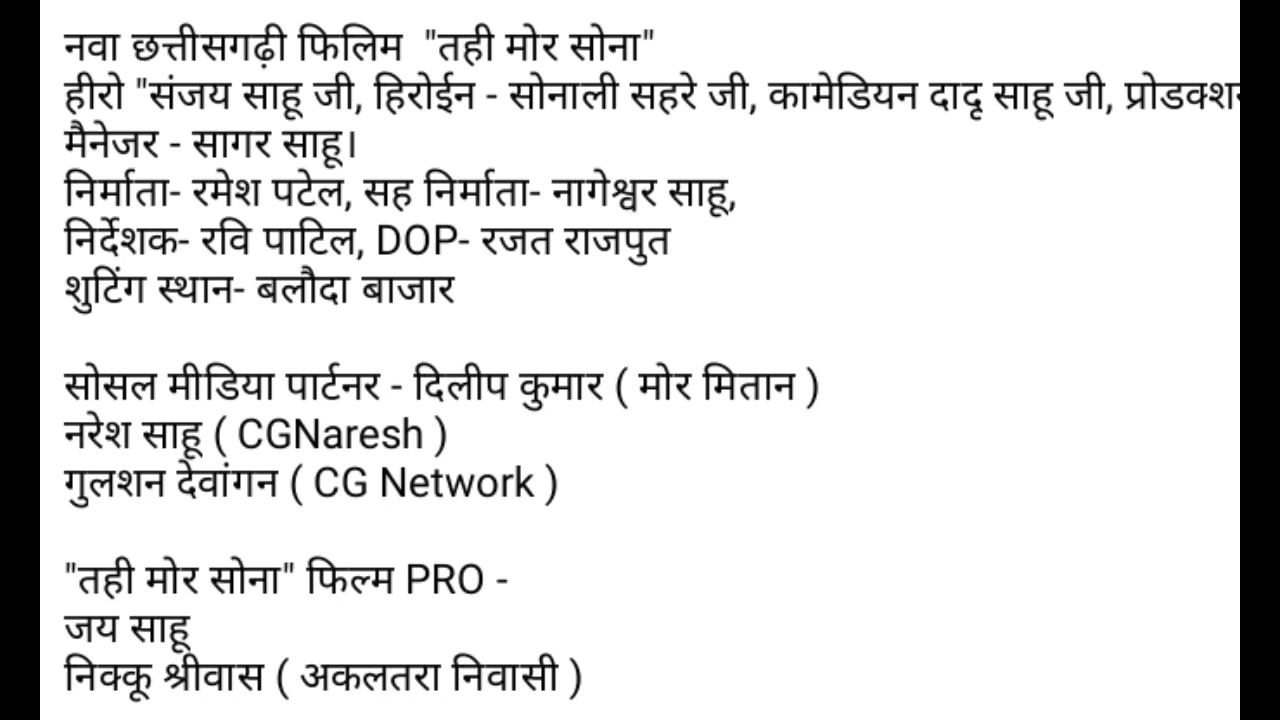 नवा छत्तीसगढ़ी फिलिम "तही मोर सोना"
हीरो "संजय साहू जी, हिरोईन - सोनाली सहरे जी, कामेडियन दादृ साहू जी, प्रोडक्शन
मैनेजर - सागर साहू।
निर्माता- रमेश पटेल, सह निर्माता- नागेश्वर साहू,
निर्देशक- रवि पाटिल, DOP- रजत राजपुत
शुटिंग स्थान- बलौदा बाजार
सोसल मीडिया पार्टनर - दिलीप कुमार ( मोर मितान )
नरेश साहू ( CGNaresh )
गुलशन देवांगन ( CG Network )
"तही मोर सोना" फिल्म PRO -
जय साहू
निक्कू श्रीवास ( अकलतरा निवासी )